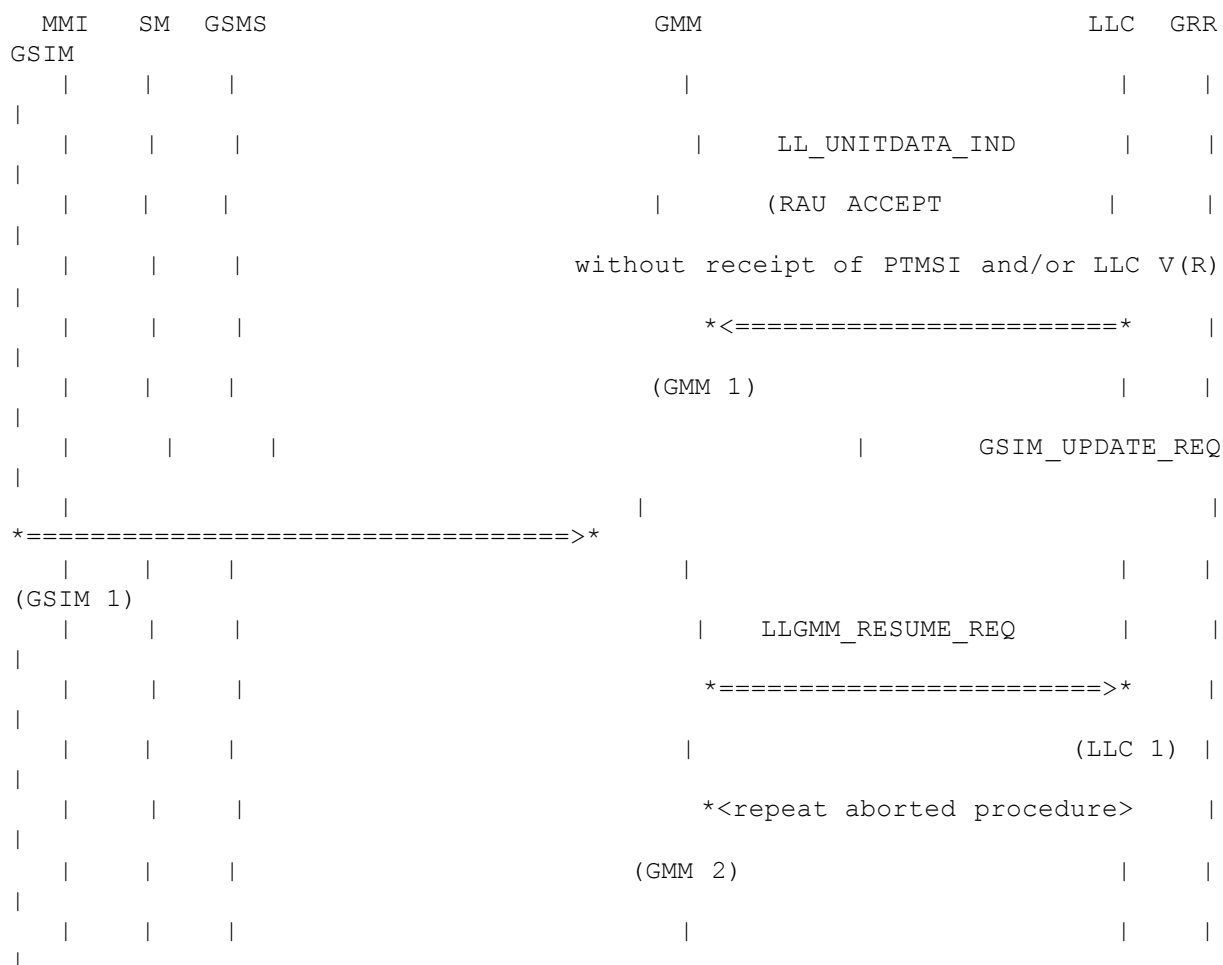 MMI SM GSMS GMM LLC GRR
GSIM
| | | | | |
|
| | | | LL_UNITDATA_IND | |
|
| | | | (RAU ACCEPT | |
|
| | | without receipt of PTMSI and/or LLC V(R)
|
| | | *<========================* |
|
| | | (GMM 1) | |
|
| | | | GSIM_UPDATE_REQ
|
| | |
*==================================>*
| | | | | |
(GSIM 1)
| | | | LLGMM_RESUME_REQ | |
|
| | | *========================>* |
|
| | | | (LLC 1) |
|
| | | *<repeat aborted procedure> |
|
| | | (GMM 2) | |
|
| | | | | |
|